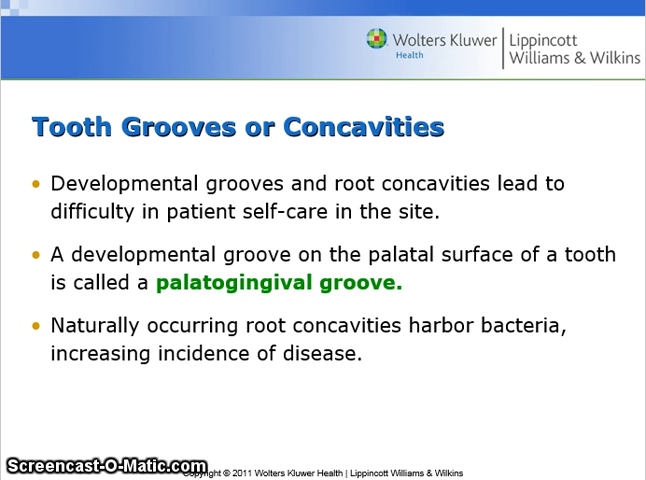 Wolters Kluwer
Health
Lippincott
Williams & Wilkins
Tooth Grooves or Concavities
• Developmental grooves and root concavities lead to
difficulty in patient self-care in the site.
• A developmental groove on the palatal surface of a tooth
is called a palatogingival groove.
• Naturally occurring root concavities harbor bacteria,
increasing incidence of disease.
Screencast-O-Matic.com
Copyright © 2011 Wolters Kluwer Health | Lippincott Williams & Wilkins